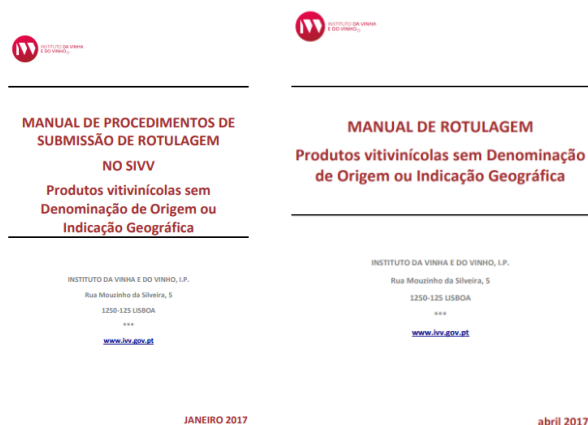 INSTITUTO DA VINHA
E DO VINHO, I.P.
MANUAL DE PROCEDIMENTOS DE
SUBMISSÃO DE ROTULAGEM
NO SIVV
Produtos vitivinícolas sem
Denominação de Origem ou
Indicação Geográfica
INSTITUTO DA VINHA E DO VINHO, I.P.
Rua Mouzinho da Silveira, 5
1250-125 LISBOA
***
www.ivv.gov.pt
JANEIRO 2017
INSTITUTO DA VINHA
E DO VINHO, I.P.
MANUAL DE ROTULAGEM
Produtos vitivinícolas sem Denominação
de Origem ou Indicação Geográfica
INSTITUTO DA VINHA E DO VINHO, I.P.
Rua Mouzinho da Silveira, 5
1250-125 LISBOA
***
www.ivv.gov.pt
abril 2017